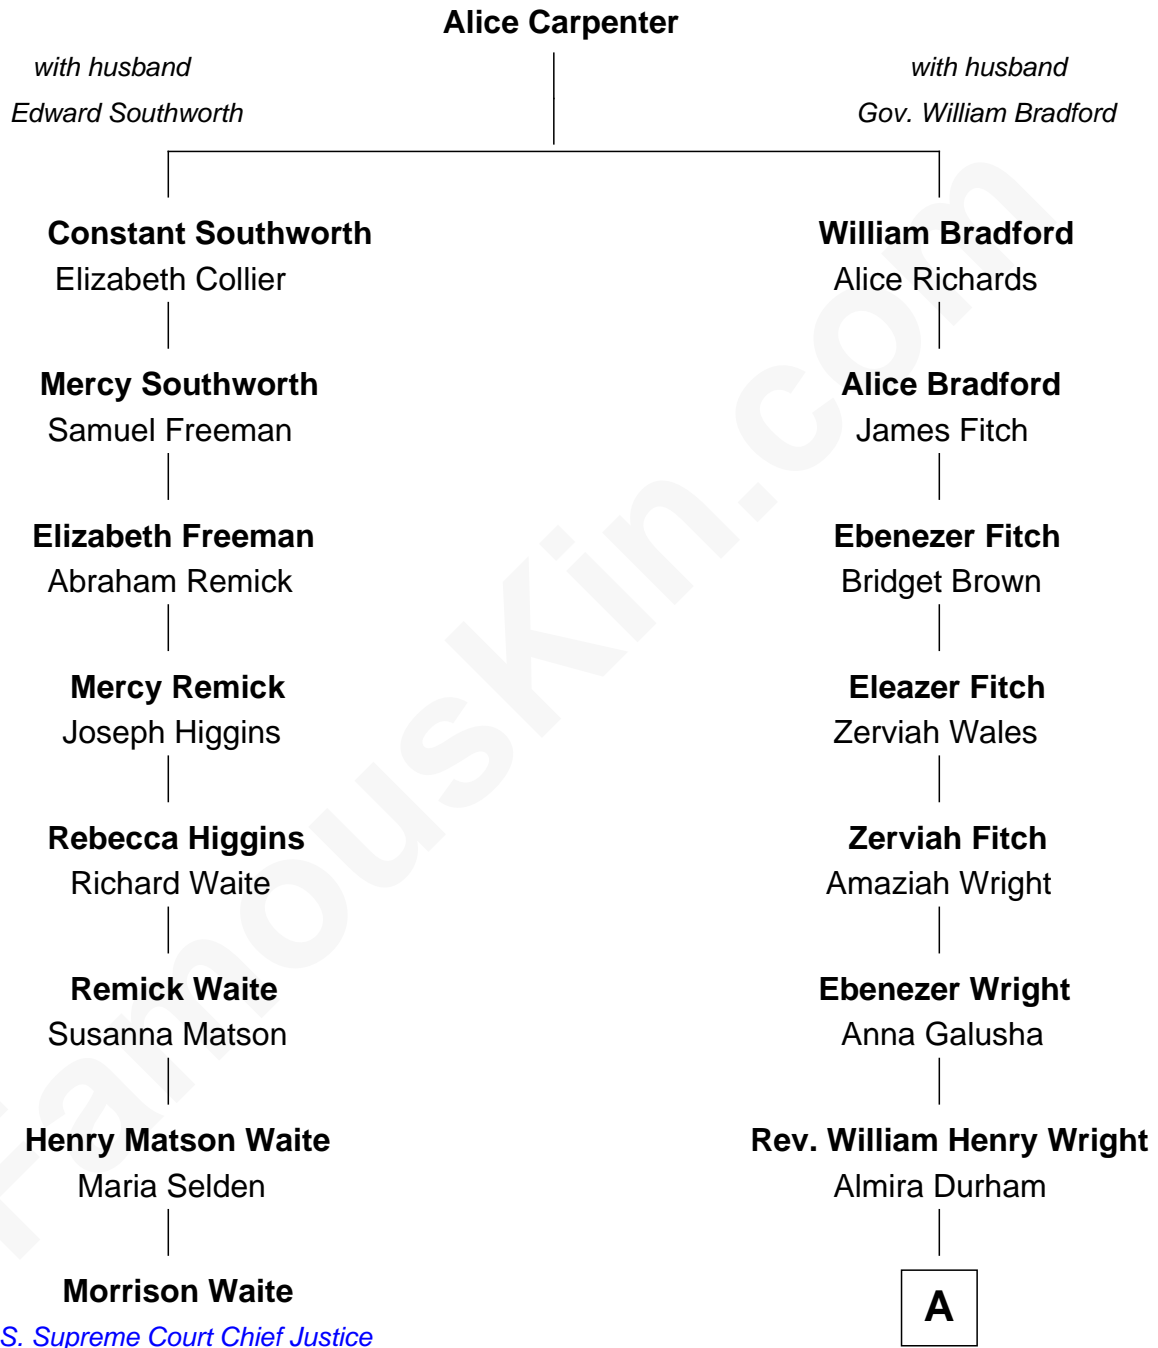 Alice Carpenter
with husband
Edward Southworth
with husband
Gov. William Bradford
Constant Southworth
Elizabeth Collier
William Bradford
Alice Richards
Mercy Southworth
Samuel Freeman
Alice Bradford
James Fitch
Elizabeth Freeman
Abraham Remick
Ebenezer Fitch
Bridget Brown
Mercy Remick
Joseph Higgins
Eleazer Fitch
Zerviah Wales
Rebecca Higgins
Richard Waite
Zerviah Fitch
Amaziah Wright
Remick Waite
Susanna Matson
Ebenezer Wright
Anna Galusha
Henry Matson Waite
Maria Selden
Rev. William Henry Wright
Almira Durham
Morrison Waite
S. Supreme Court Chief Justice
A
FamousKin.com